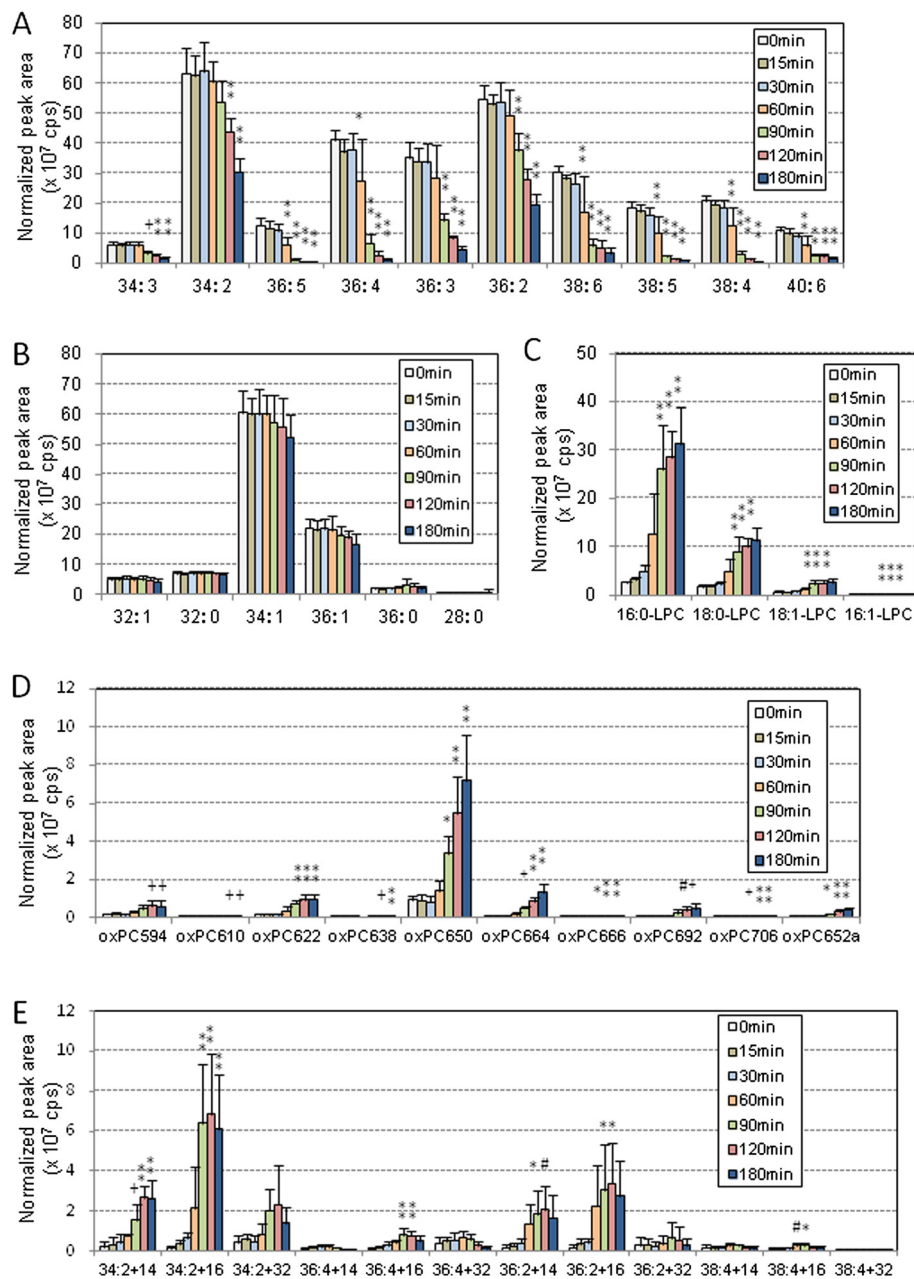 A
Normalized peak area
(x 10⁷ cps)
80
70
60
50
40
30
20
10
0
0min
15min
30min
60min
90min
120min
180min
34:3 34:2 36:5 36:4 36:3 36:2 38:6 38:5 38:4 40:6
B
Normalized peak area
(x 10⁷ cps)
80
70
60
50
40
30
20
10
0
0min
15min
30min
60min
90min
120min
180min
32:1 32:0 34:1 36:1 36:0 28:0
C
Normalized peak area
(x 10⁷ cps)
50
40
30
20
10
0
0min
15min
30min
60min
90min
120min
180min
16:0-LPC 18:0-LPC 18:1-LPC 16:1-LPC
D
Normalized peak area
(x 10⁷ cps)
12
10
8
6
4
2
0
0min
15min
30min
60min
90min
120min
180min
oxPC594 oxPC610 oxPC622 oxPC638 oxPC650 oxPC664 oxPC666 oxPC692 oxPC706 oxPC652a
E
Normalized peak area
(x 10⁷ cps)
12
10
8
6
4
2
0
0min
15min
30min
60min
90min
120min
180min
34:2+14 34:2+16 34:2+32 36:4+14 36:4+16 36:4+32 36:2+14 36:2+16 36:2+32 38:4+14 38:4+16 38:4+32